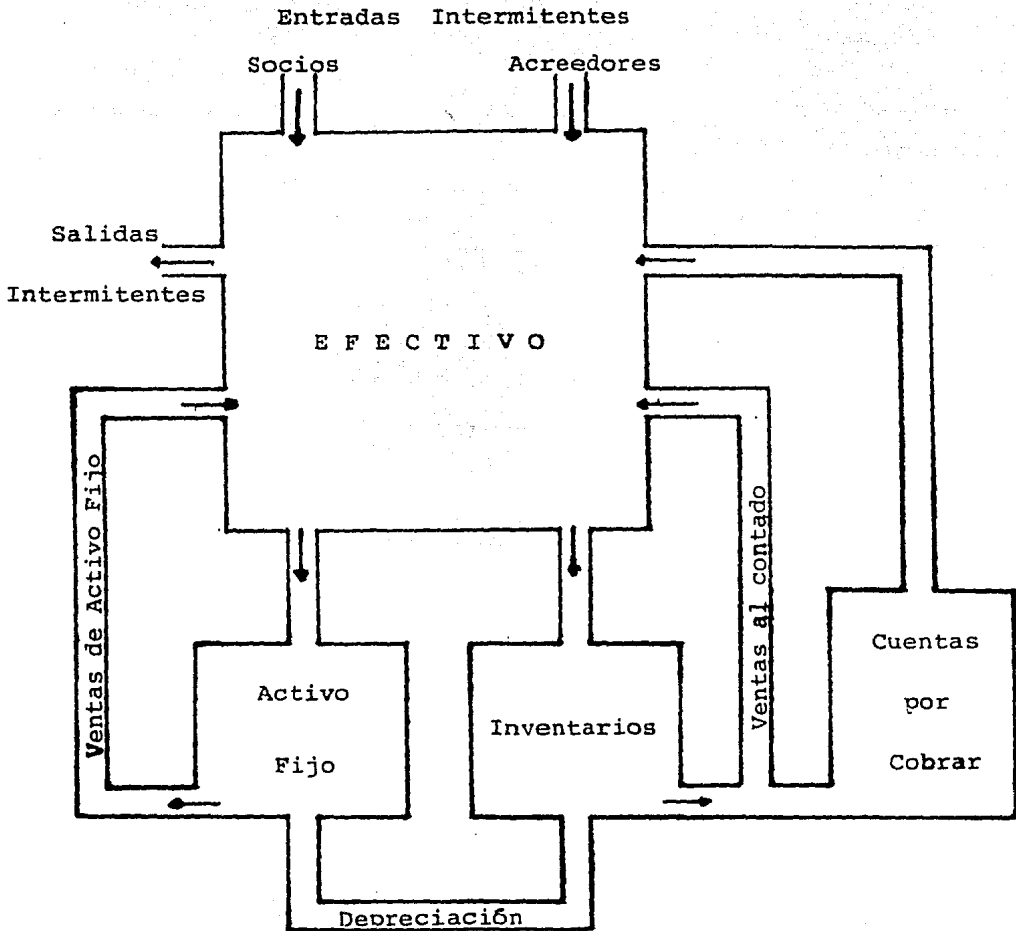 Entradas Intermitentes
Socios
Acreedores
Salidas
Intermitentes
E F E C T I V O
Ventas de Activo Fijo
Ventas al contado
Activo
Fijo
Inventarios
Cuentas
por
Cobrar
Depreciación